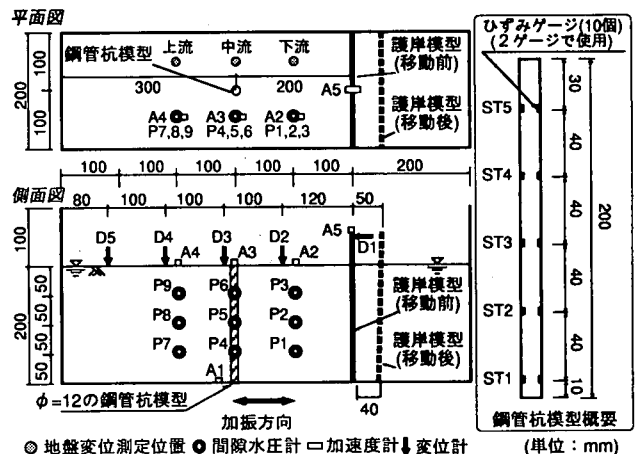 平面図
上流 中流 下流
鋼管杭模型
護岸模型
(移動前)
100
200
100
300 200
A5
A4 A3 A2
P7,8,9 P4,5,6 P1,2,3
護岸模型
(移動後)
100 100 100 100 100 200
側面図
80 100 100 100 120 50
A5
D5 D4 A4 D3 A3 D2 A2 D1
100
200
50 50 50 50
P9 P6 P3
P8 P5 P2
P7 P4 P1
A1
護岸模型
(移動前)
護岸模型
(移動後)
φ=12の鋼管杭模型
加振方向
40
ひずみゲージ(10個)
(2ゲージで使用)
ST5
ST4
ST3
ST2
ST1
30
40
40
40
40
10
200
鋼管杭模型概要
地盤変位測定位置 間隙水圧計 加速度計 変位計 (単位:mm)